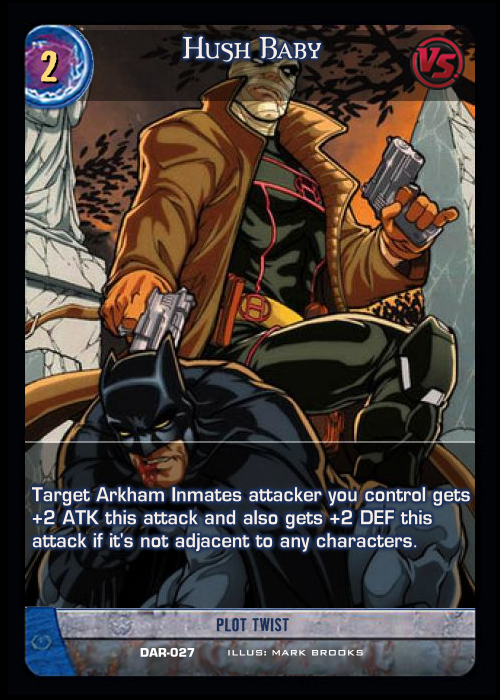 2
Hush Baby
VS
Target Arkham Inmates attacker you control gets
+2 ATK this attack and also gets +2 DEF this
attack if it's not adjacent to any characters.
PLOT TWIST
DAR-027 ILLUS: MARK BROOKS